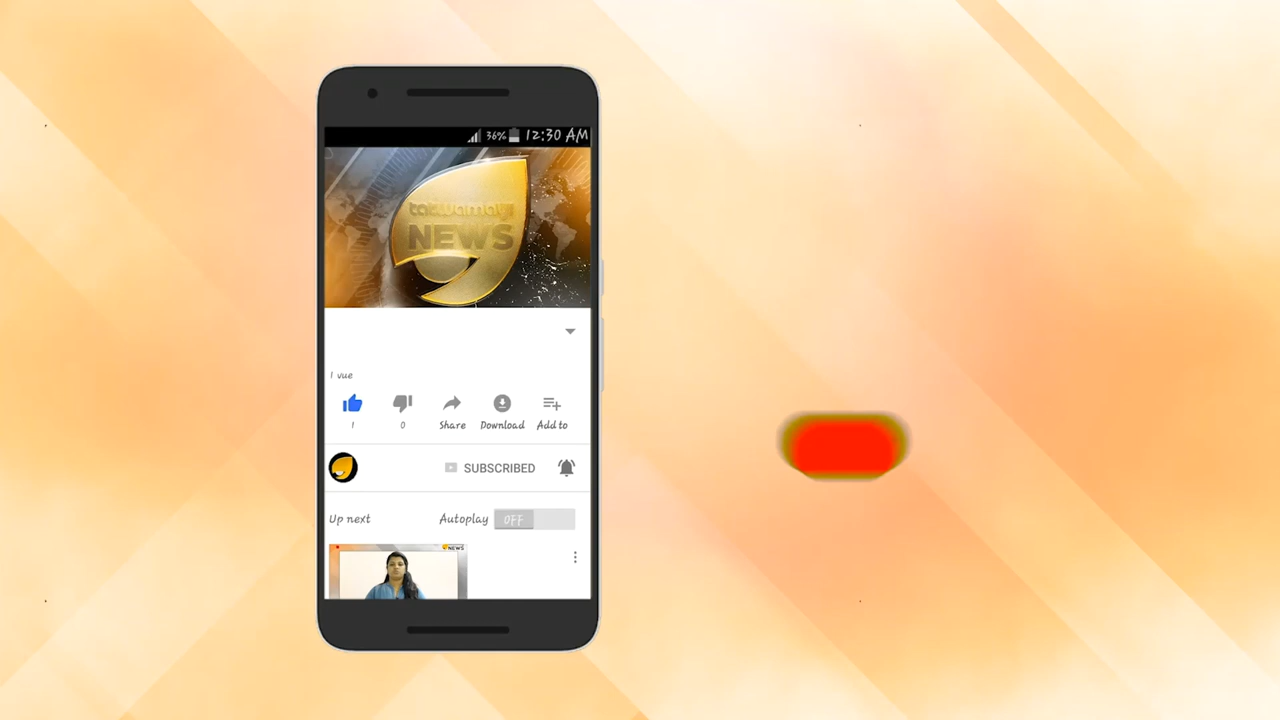 36% 12:30 AM
NEWS
1 vue
1 0 Share Download Add to
SUBSCRIBED
Up next Autoplay OFF
NEWS